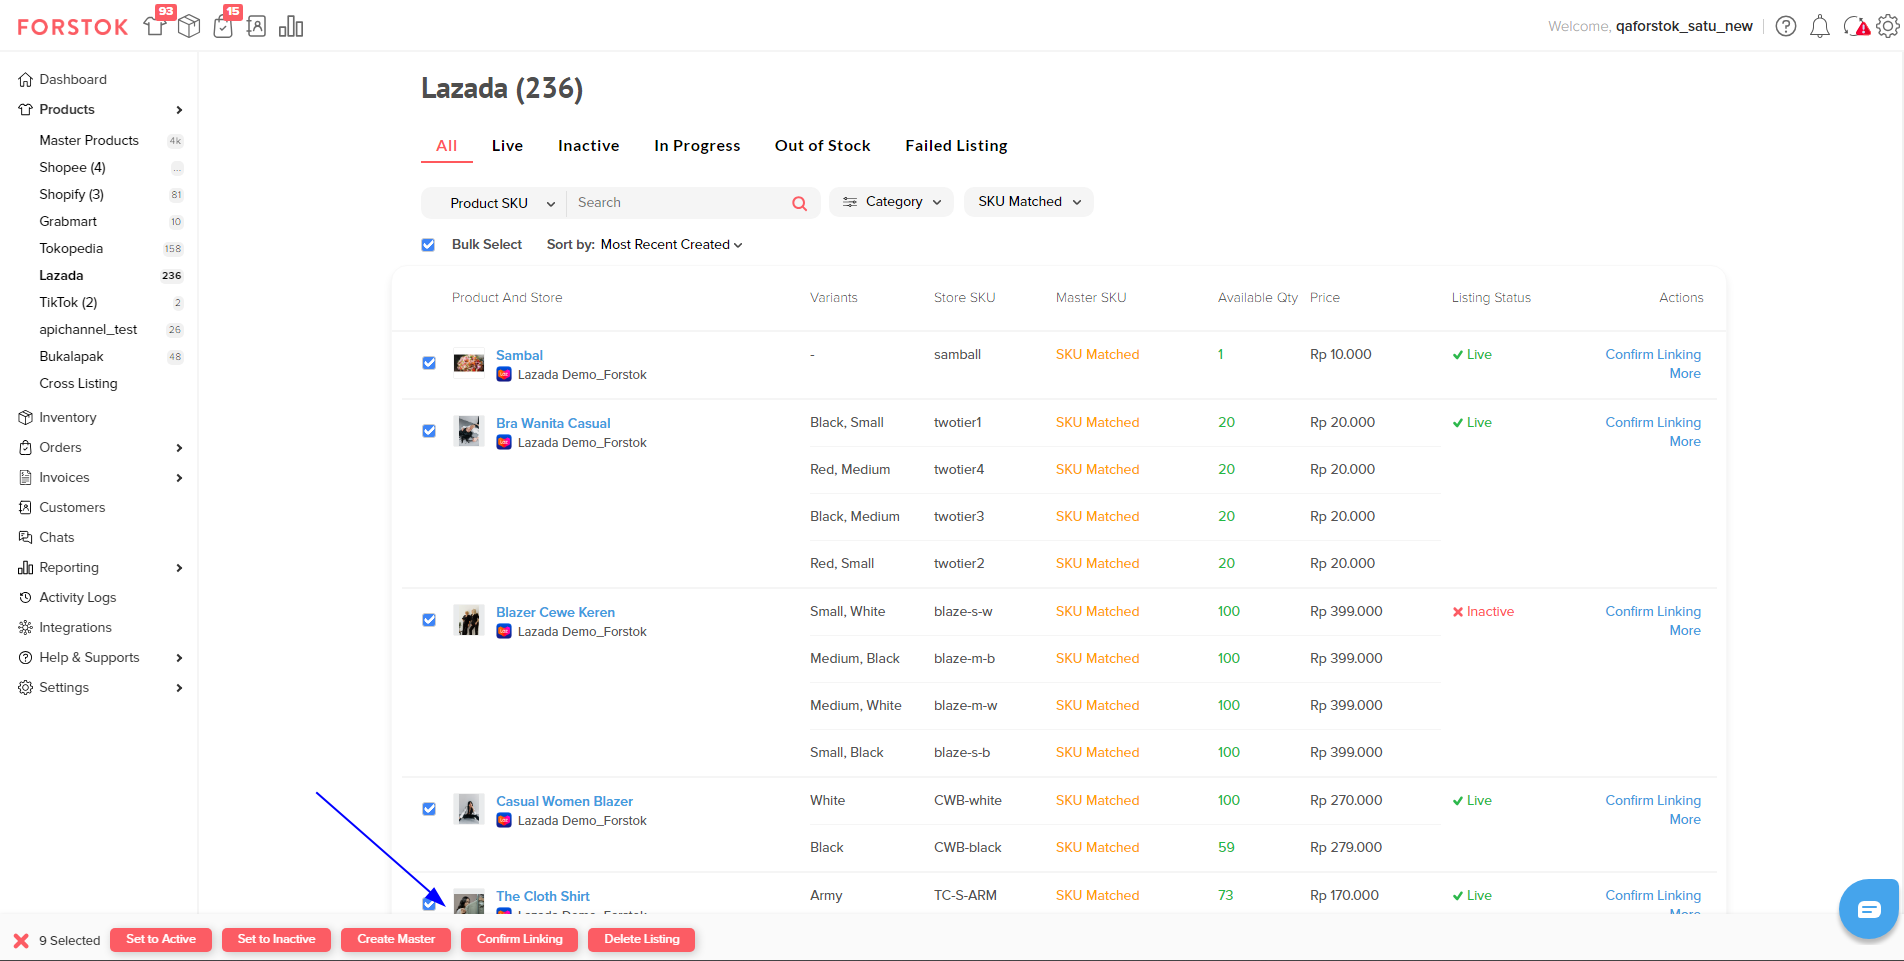 FORSTOK 93 15 Welcome, qaforstok_satu_new
Dashboard
Products
Master Products 4k
Shopee (4) ...
Shopify (3) 81
Grabmart 10
Tokopedia 158
Lazada 236
TikTok (2) 2
apichannel_test 26
Bukalapak 48
Cross Listing
Inventory
Orders
Invoices
Customers
Chats
Reporting
Activity Logs
Integrations
Help & Supports
Settings
Lazada (236)
All Live Inactive In Progress Out of Stock Failed Listing
Product SKU Search Category SKU Matched
Bulk Select Sort by: Most Recent Created
Product And Store Variants Store SKU Master SKU Available Qty Price Listing Status Actions
Sambal - samball SKU Matched 1 Rp 10.000 Live Confirm Linking
Lazada Demo_Forstok More
Bra Wanita Casual Black, Small twotier1 SKU Matched 20 Rp 20.000 Live Confirm Linking
Lazada Demo_Forstok More
Red, Medium twotier4 SKU Matched 20 Rp 20.000
Black, Medium twotier3 SKU Matched 20 Rp 20.000
Red, Small twotier2 SKU Matched 20 Rp 20.000
Blazer Cewe Keren Small, White blaze-s-w SKU Matched 100 Rp 399.000 Inactive Confirm Linking
Lazada Demo_Forstok More
Medium, Black blaze-m-b SKU Matched 100 Rp 399.000
Medium, White blaze-m-w SKU Matched 100 Rp 399.000
Small, Black blaze-s-b SKU Matched 100 Rp 399.000
Casual Women Blazer White CWB-white SKU Matched 100 Rp 270.000 Live Confirm Linking
Lazada Demo_Forstok More
Black CWB-black SKU Matched 59 Rp 279.000
The Cloth Shirt Army TC-S-ARM SKU Matched 73 Rp 170.000 Live Confirm Linking
Lazada Demo_Forstok More
9 Selected Set to Active Set to Inactive Create Master Confirm Linking Delete Listing